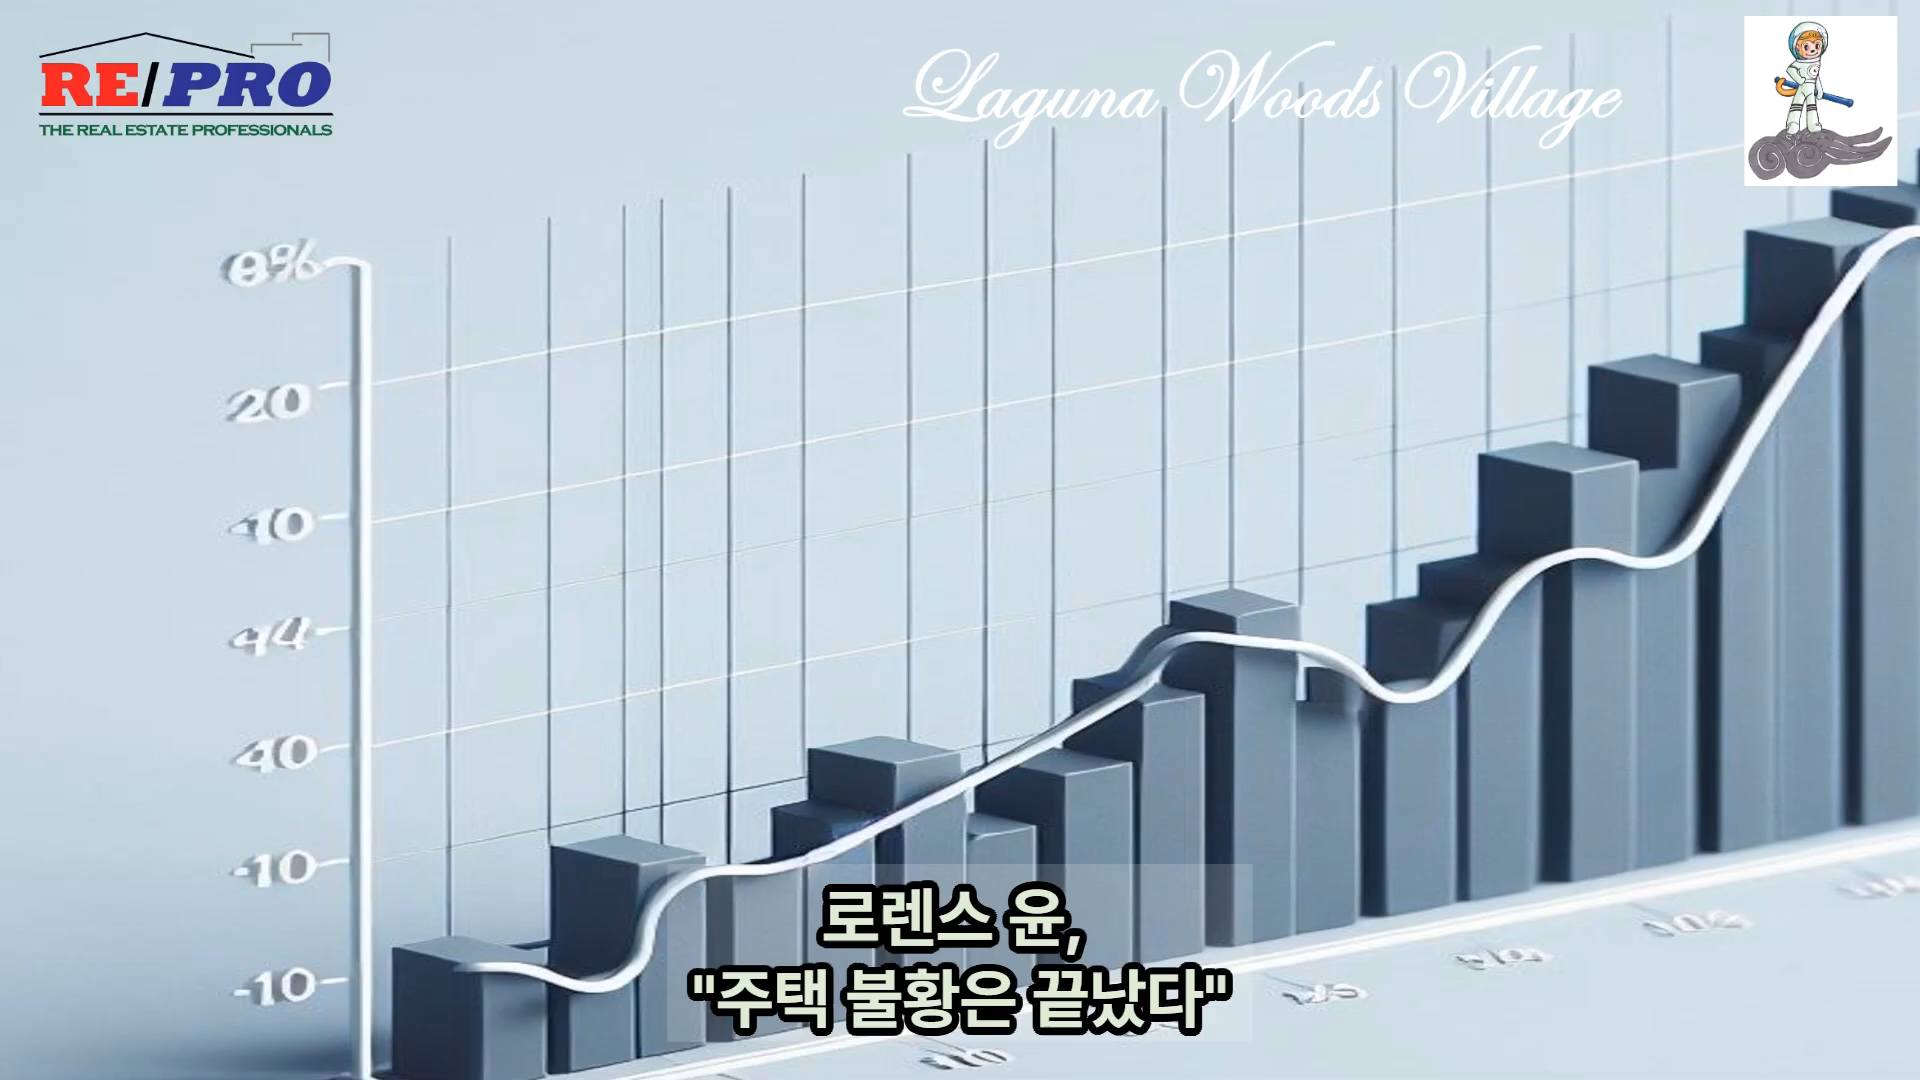 RE/PRO
THE REAL ESTATE PROFESSIONALS
Laguna Woods Village
20
-10
로렌스 윤,
"주택 불황은 끝났다"